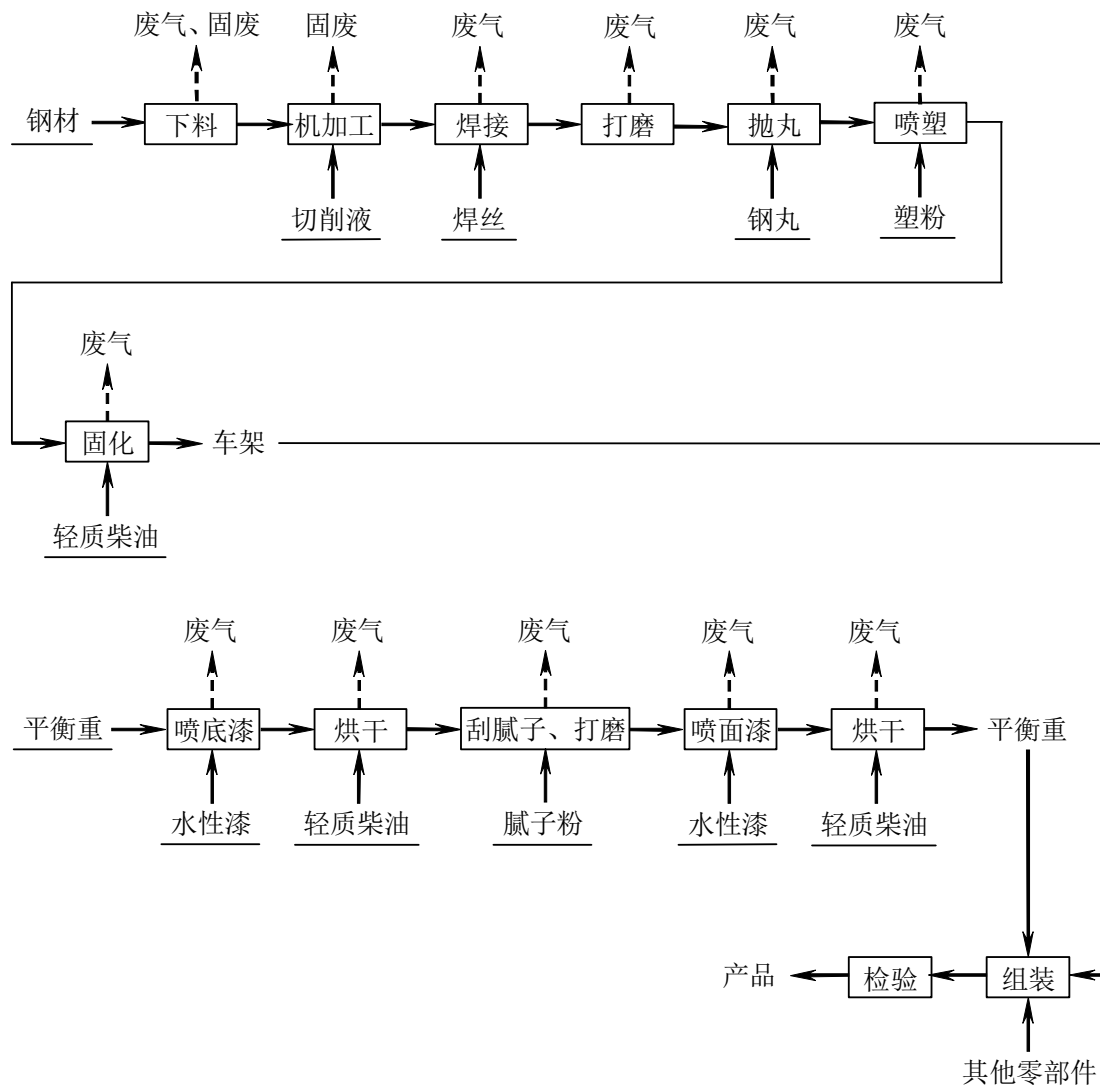 废气、固废 固废 废气 废气 废气 废气
钢材 下料 机加工 焊接 打磨 抛丸 喷塑
切削液 焊丝 钢丸 塑粉
废气
固化 车架
轻质柴油
废气 废气 废气 废气 废气
平衡重 喷底漆 烘干 刮腻子、打磨 喷面漆 烘干 平衡重
水性漆 轻质柴油 腻子粉 水性漆 轻质柴油
产品 检验 组装
其他零部件